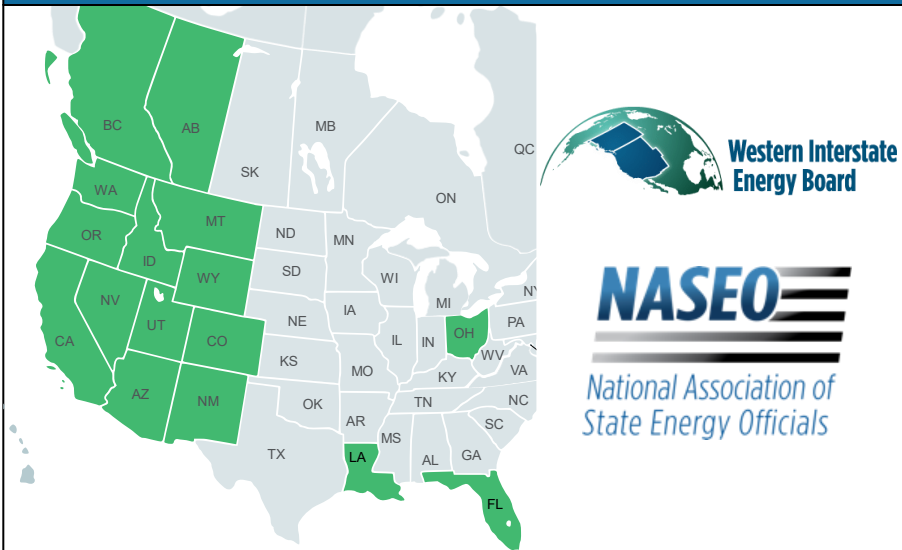 BC
AB
SK
MB
ON
QC
WA
OR
ID
MT
ND
MN
WY
SD
WI
MI
NY
NV
UT
CO
NE
IA
IL
IN
OH
PA
CA
KS
MO
KY
WV
VA
AZ
NM
OK
AR
TN
NC
SC
TX
LA
MS
AL
GA
FL
Western Interstate
Energy Board
NASEO
National Association of
State Energy Officials